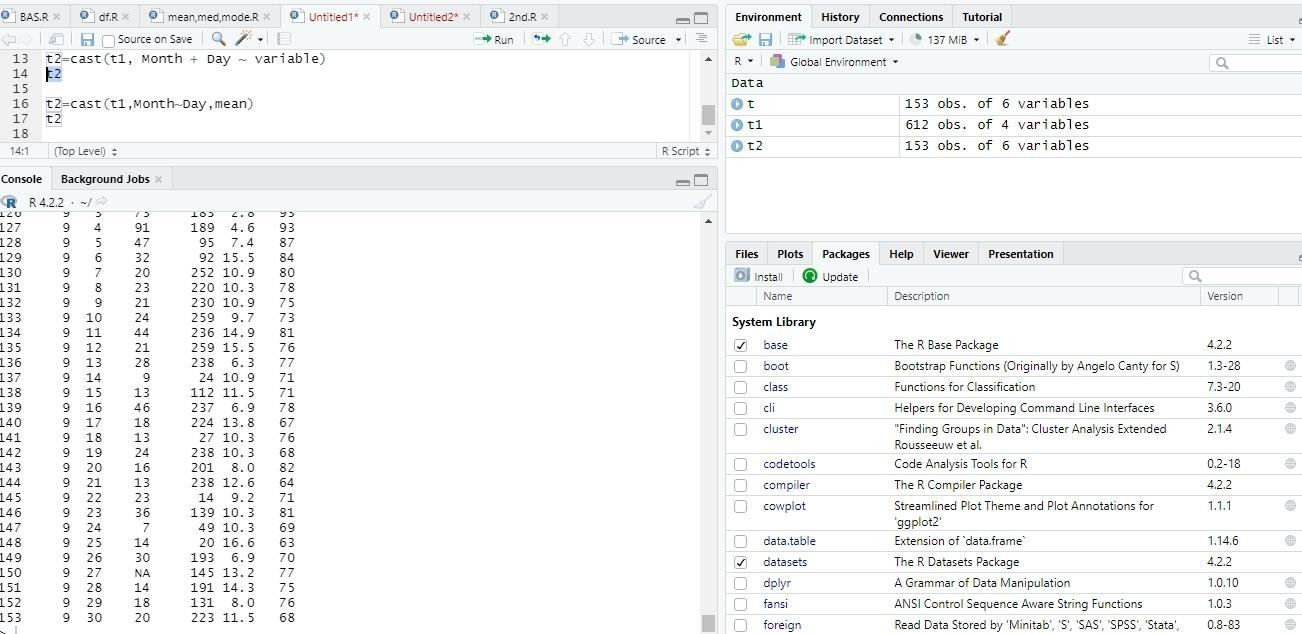 BAS.R df.R mean,med,mode.R Untitled1* Untitled2* 2nd.R
Source on Save Run Source
13 t2=cast(t1, Month + Day ~ variable)
14 t2
15
16 t2=cast(t1,Month~Day,mean)
17 t2
18
14:1 (Top Level) R Script
Console Background Jobs
R 4.2.2 · ~/
126 9 3 73 183 2.8 93
127 9 4 91 189 4.6 93
128 9 5 47 95 7.4 87
129 9 6 32 92 15.5 84
130 9 7 20 252 10.9 80
131 9 8 23 220 10.3 78
132 9 9 21 230 10.9 75
133 9 10 24 259 9.7 73
134 9 11 44 236 14.9 81
135 9 12 21 259 15.5 76
136 9 13 28 238 6.3 77
137 9 14 9 24 10.9 71
138 9 15 13 112 11.5 71
139 9 16 46 237 6.9 78
140 9 17 18 224 13.8 67
141 9 18 13 27 10.3 76
142 9 19 24 238 10.3 68
143 9 20 16 201 8.0 82
144 9 21 13 238 12.6 64
145 9 22 23 14 9.2 71
146 9 23 36 139 10.3 81
147 9 24 7 49 10.3 69
148 9 25 14 20 16.6 63
149 9 26 30 193 6.9 70
150 9 27 NA 145 13.2 77
151 9 28 14 191 14.3 75
152 9 29 18 131 8.0 76
153 9 30 20 223 11.5 68
>
Environment History Connections Tutorial
Import Dataset 137 MiB List
R Global Environment
Data
t 153 obs. of 6 variables
t1 612 obs. of 4 variables
t2 153 obs. of 6 variables
Files Plots Packages Help Viewer Presentation
Install Update
Name Description Version
System Library
base The R Base Package 4.2.2
boot Bootstrap Functions (Originally by Angelo Canty for S) 1.3-28
class Functions for Classification 7.3-20
cli Helpers for Developing Command Line Interfaces 3.6.0
cluster "Finding Groups in Data": Cluster Analysis Extended 2.1.4
Rousseeuw et al.
codetools Code Analysis Tools for R 0.2-18
compiler The R Compiler Package 4.2.2
cowplot Streamlined Plot Theme and Plot Annotations for 1.1.1
'ggplot2'
data.table Extension of `data.frame` 1.14.6
datasets The R Datasets Package 4.2.2
dplyr A Grammar of Data Manipulation 1.0.10
fansi ANSI Control Sequence Aware String Functions 1.0.3
foreign Read Data Stored by 'Minitab', 'S', 'SAS', 'SPSS', 'Stata', 0.8-83